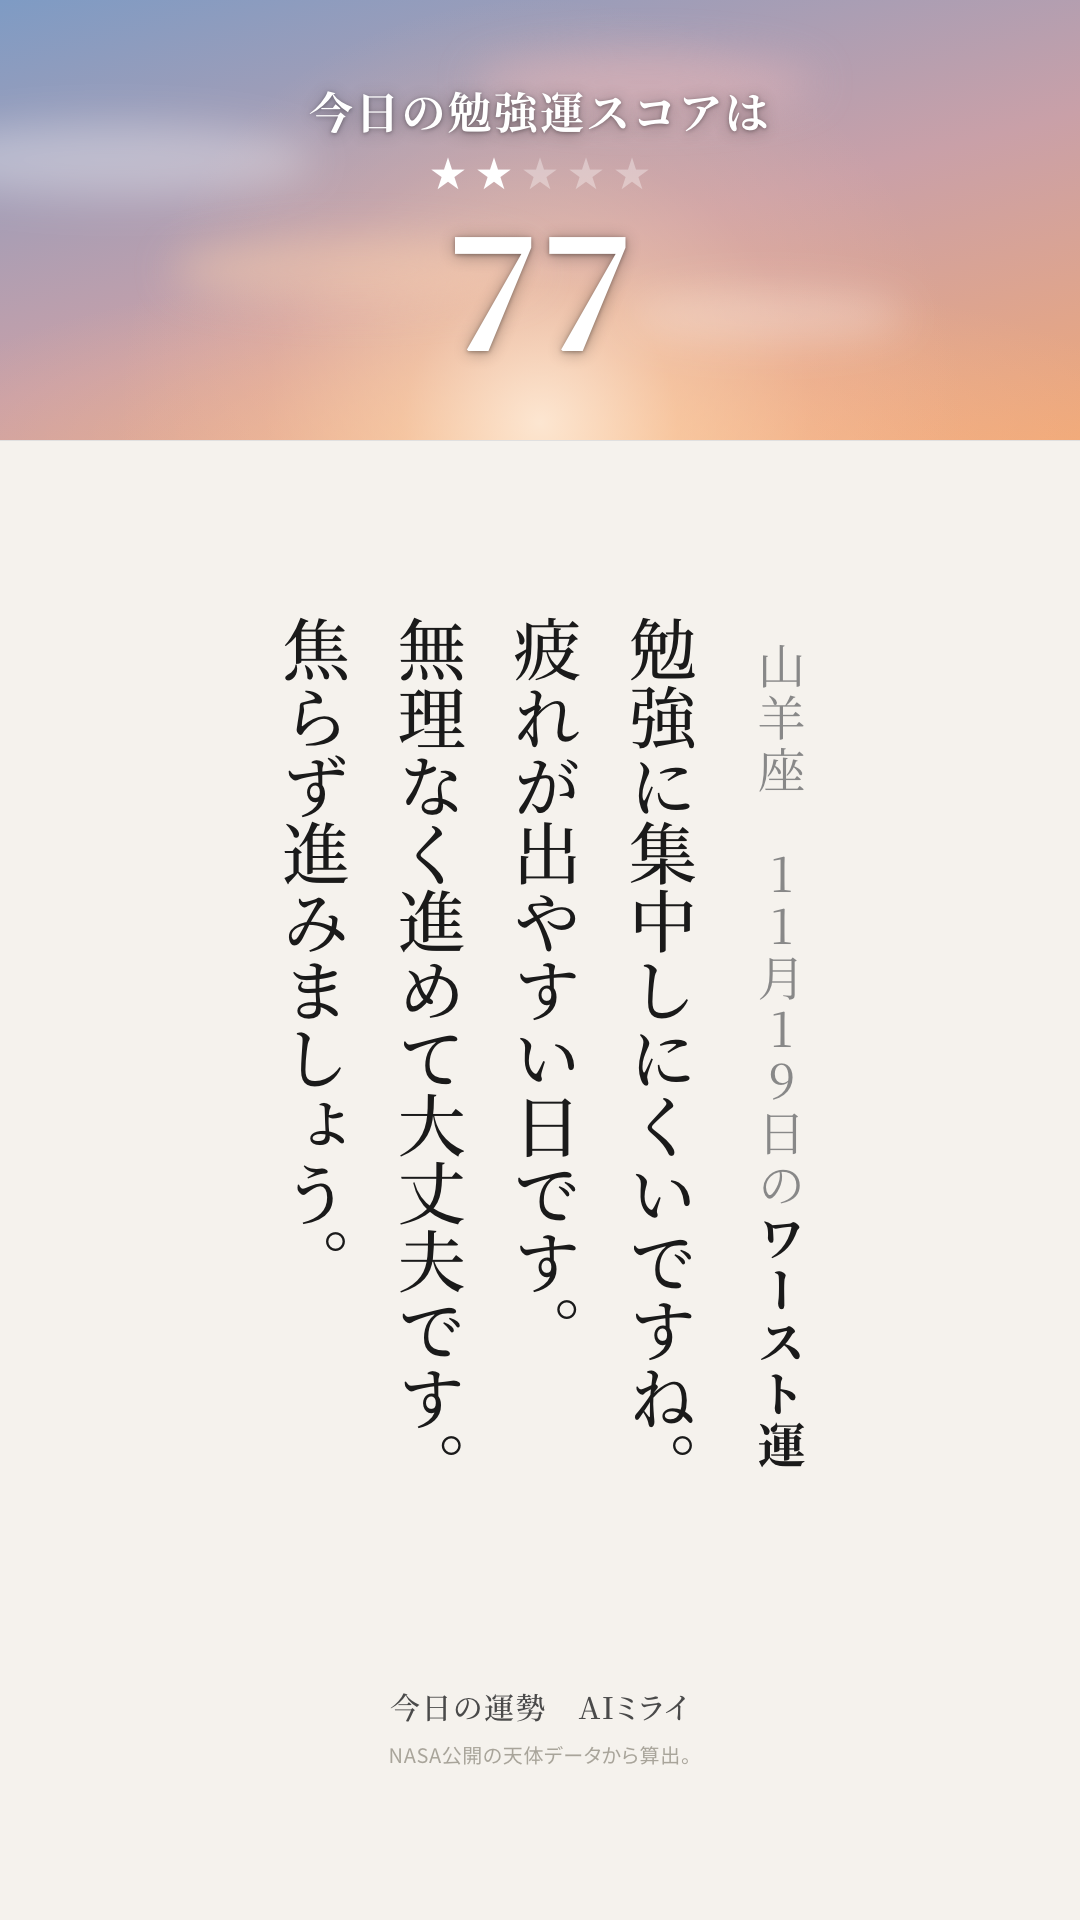 今日の勉強運スコアは
★★★★★
77
山羊座　11月19日のワースト運
勉強に集中しにくいですね。
疲れが出やすい日です。
無理なく進めて大丈夫です。
焦らず進みましょう。
今日の運勢　AIミライ
NASA公開の天体データから算出。